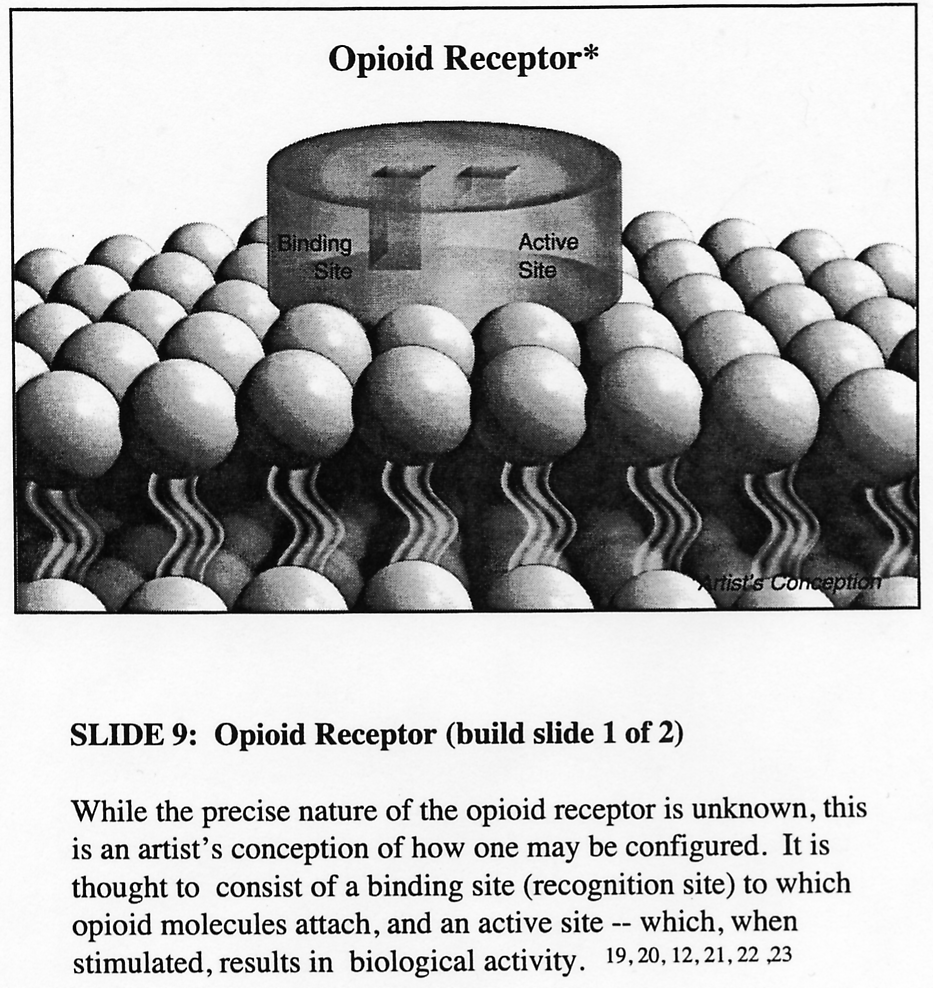 Opioid Receptor*
Binding
Site
Active
Site
Artist's Conception
SLIDE 9: Opioid Receptor (build slide 1 of 2)
While the precise nature of the opioid receptor is unknown, this
is an artist's conception of how one may be configured. It is
thought to consist of a binding site (recognition site) to which
opioid molecules attach, and an active site -- which, when
stimulated, results in biological activity. 19, 20, 12, 21, 22 ,23